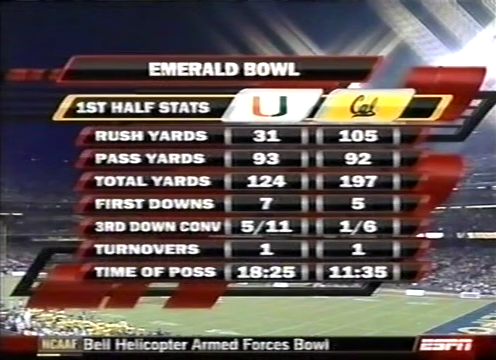 EMERALD BOWL
1ST HALF STATS U Cal
RUSH YARDS 31 105
PASS YARDS 93 92
TOTAL YARDS 124 197
FIRST DOWNS 7 5
3RD DOWN CONV 5/11 1/6
TURNOVERS 1 1
TIME OF POSS 18:25 11:35
NCAAF Bell Helicopter Armed Forces Bowl ESPN